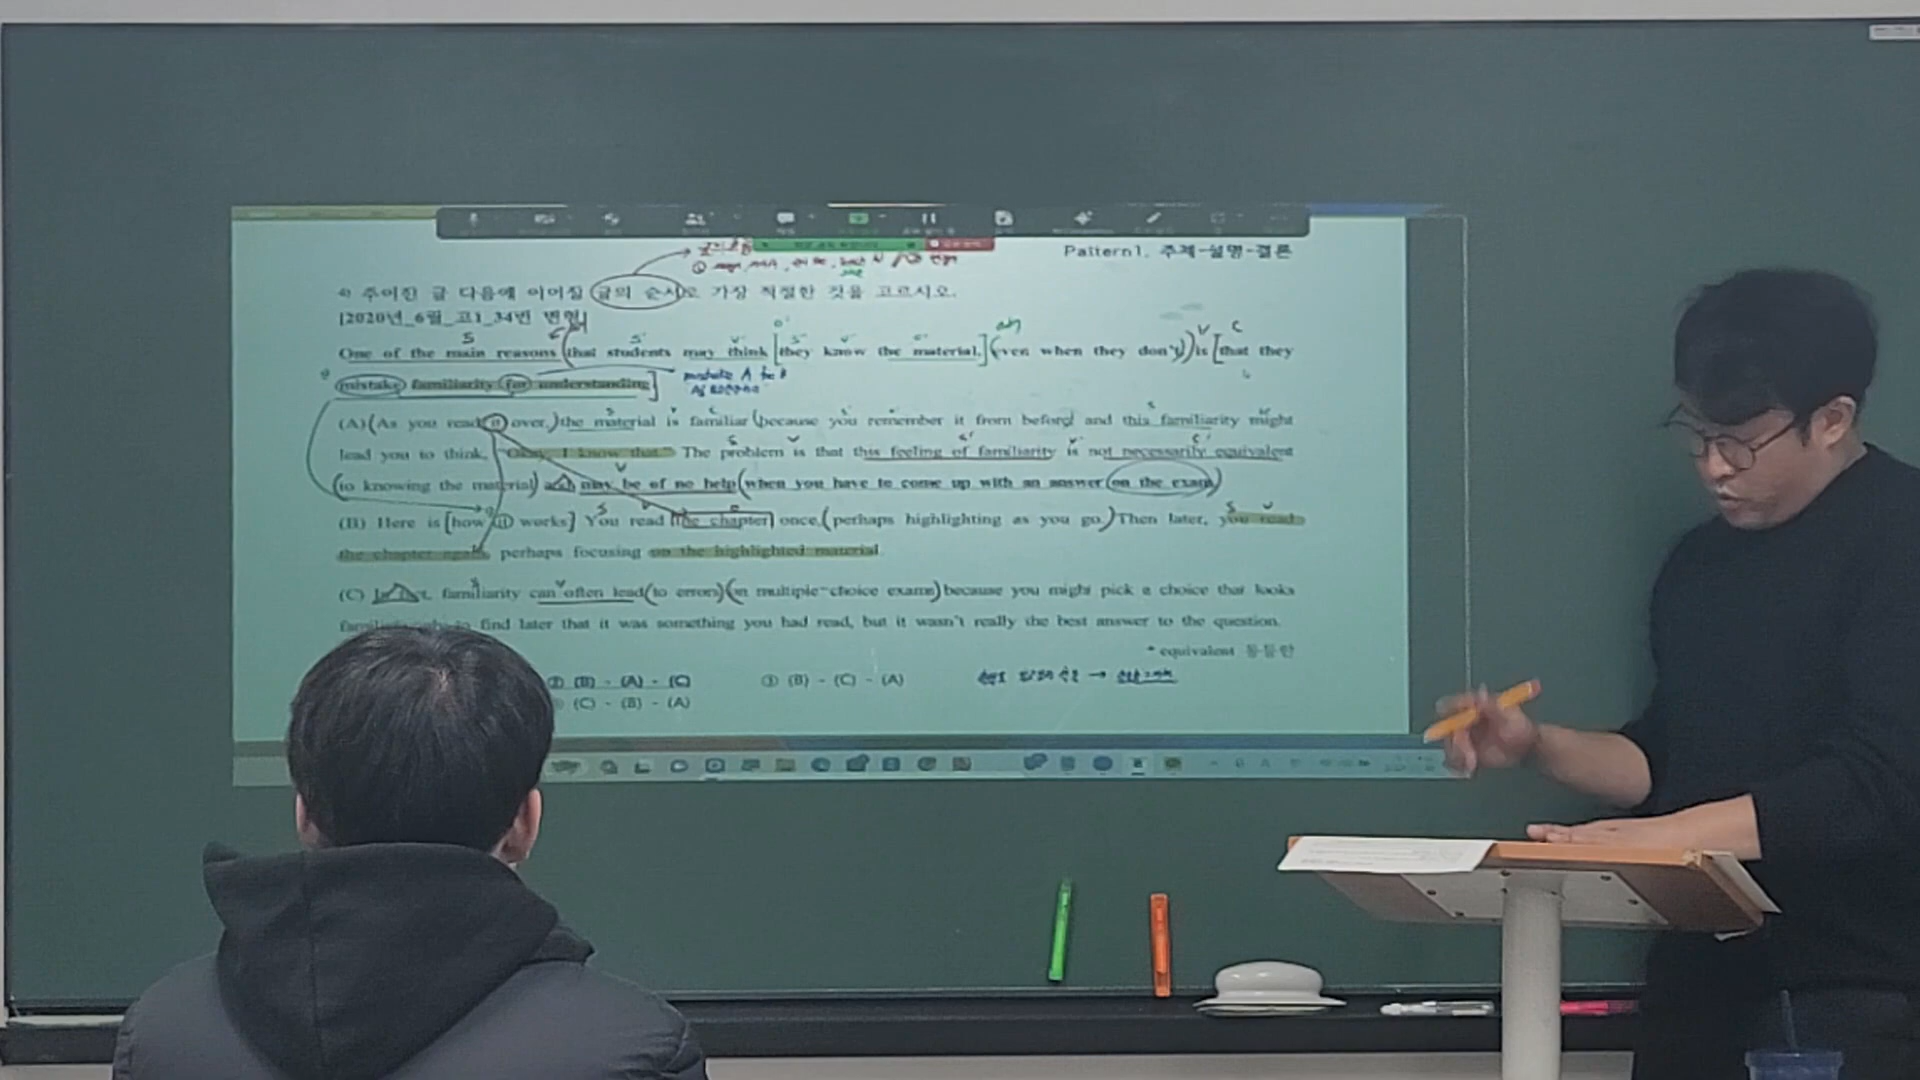 Pattern1. 주제-설명-결론
4) 주어진 글 다음에 이어질 글의 순서로 가장 적절한 것을 고르시오.
[2020년_6월_고1_34번 변형]
One of the main reasons that students may think they know the material, even when they don't, is that they
mistake familiarity for understanding
mistake A for B
(A) As you read it over, the material is familiar because you remember it from before, and this familiarity might
lead you to think, "Okay, I know that." The problem is that this feeling of familiarity is not necessarily equivalent
to knowing the material and may be of no help when you have to come up with an answer on the exam
(B) Here is how it works You read the chapter once, perhaps highlighting as you go. Then later, you read
the chapter again, perhaps focusing on the highlighted material.
(C) In fact, familiarity can often lead to errors on multiple-choice exams because you might pick a choice that looks
find later that it was something you had read, but it wasn't really the best answer to the question.
* equivalent 동등한
② (B) - (A) - (C)
③ (B) - (C) - (A)
(C) - (B) - (A)